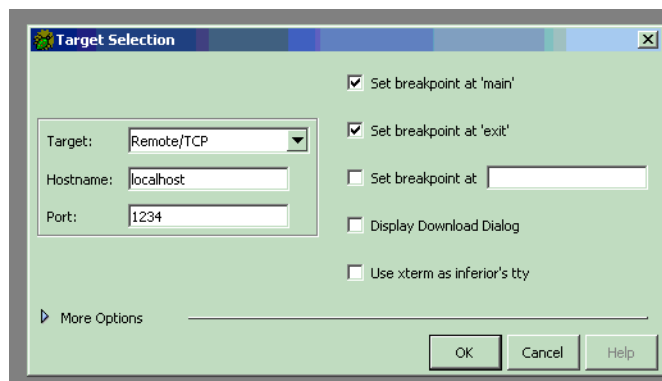 Target Selection
Set breakpoint at 'main'
Set breakpoint at 'exit'
Target: Remote/TCP
Hostname: localhost
Set breakpoint at
Port: 1234
Display Download Dialog
Use xterm as inferior's tty
More Options
OK Cancel Help